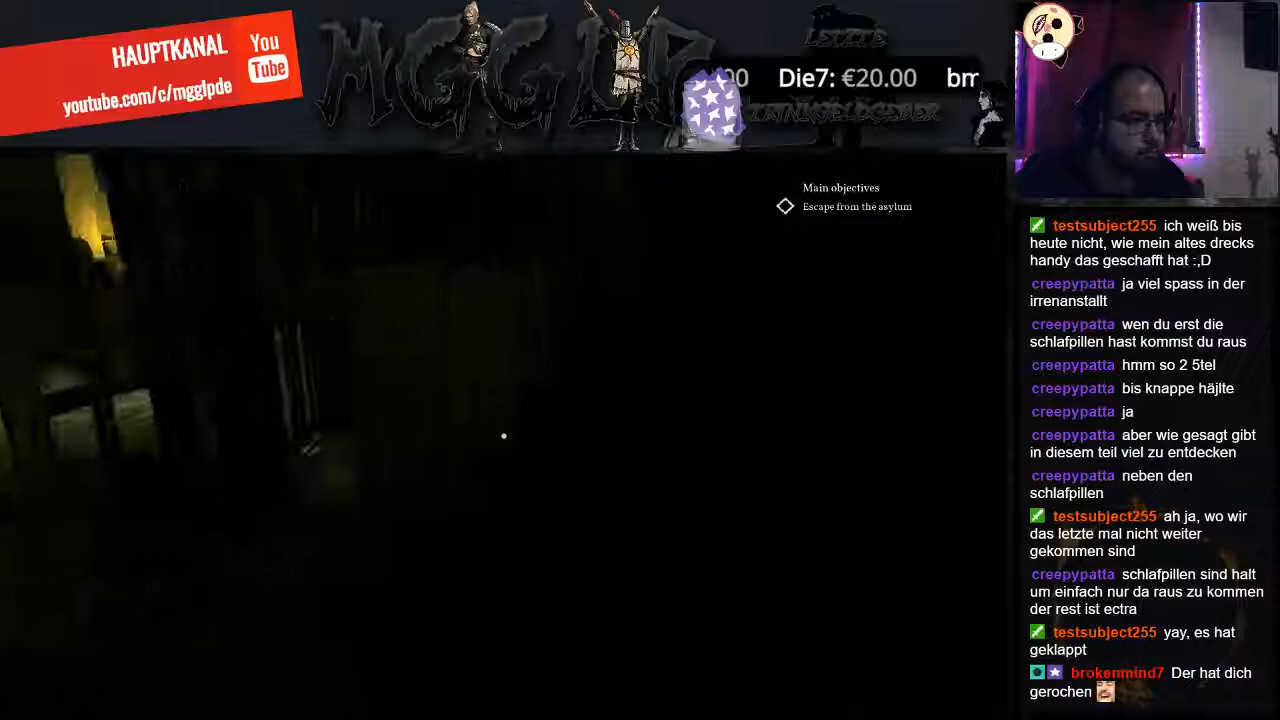 HAUPTKANAL
You
Tube
youtube.com/c/mgglpde
MGGLP
LETZTE
00 Die7: €20.00 brr
Main objectives
Escape from the asylum
testsubject255 ich weiß bis
heute nicht, wie mein altes drecks
handy das geschafft hat :,D
creepypatta ja viel spass in der
irrenanstallt
creepypatta wen du erst die
schlafpillen hast kommst du raus
creepypatta hmm so 2 5tel
creepypatta bis knappe häjlte
creepypatta ja
creepypatta aber wie gesagt gibt
in diesem teil viel zu entdecken
creepypatta neben den
schlafpillen
testsubject255 ah ja, wo wir
das letzte mal nicht weiter
gekommen sind
creepypatta schlafpillen sind halt
um einfach nur da raus zu kommen
der rest ist ectra
testsubject255 yay, es hat
geklappt
brokenmind7 Der hat dich
gerochen